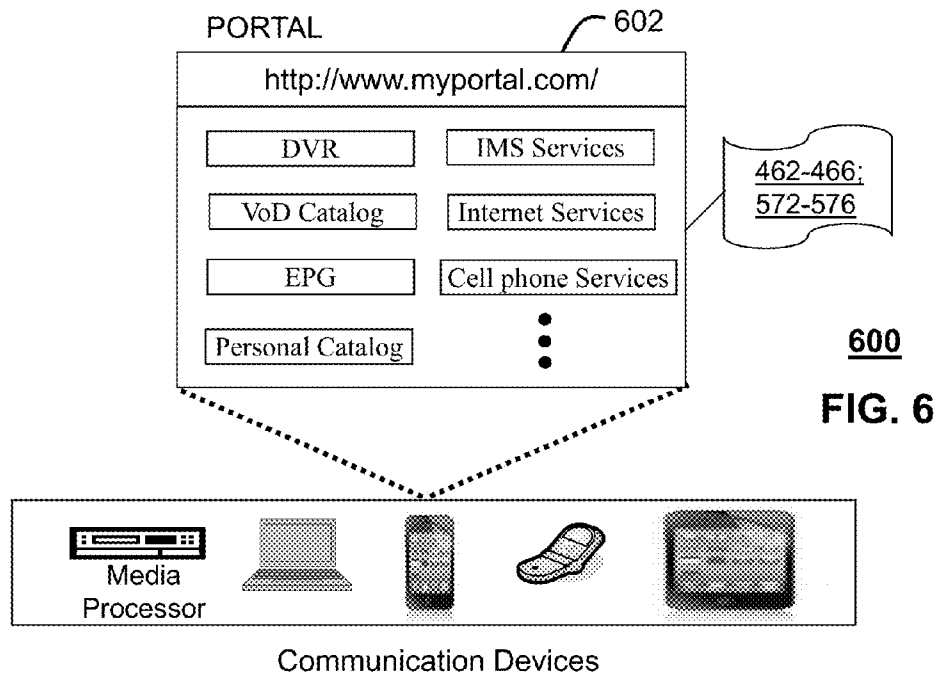 PORTAL
602
http://www.myportal.com/
DVR
IMS Services
VoD Catalog
Internet Services
EPG
Cell phone Services
Personal Catalog
462-466;
572-576
600
FIG. 6
Media
Processor
Communication Devices